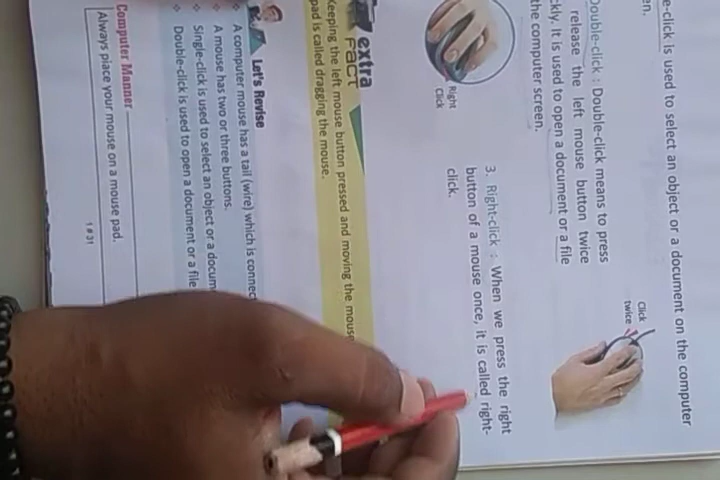 e-click is used to select an object or a document on the computer
en.
Double-click : Double-click means to press
release the left mouse button twice
ckly. It is used to open a document or a file
the computer screen.
Click
twice
3. Right-click : When we press the right
button of a mouse once, it is called right-
click.
Right
Click
extra
Fact
Keeping the left mouse button pressed and moving the mouse
pad is called dragging the mouse.
Let's Revise
A computer mouse has a tail (wire) which is connec
A mouse has two or three buttons.
Single-click is used to select an object or a docum
Double-click is used to open a document or a file
Computer Manner
Always place your mouse on a mouse pad.